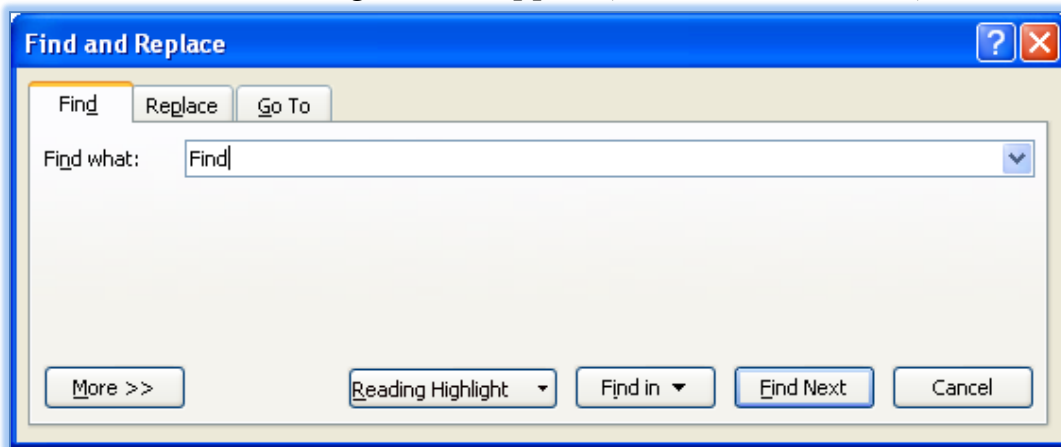 Find and Replace
Find Replace Go To
Find what: Find
More >> Reading Highlight Find in Find Next Cancel